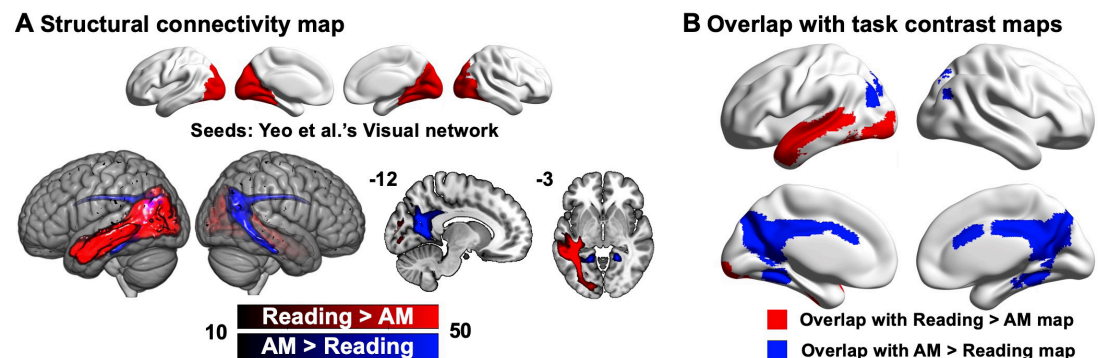 A Structural connectivity map
Seeds: Yeo et al.'s Visual network
-12
-3
10
Reading > AM
50
AM > Reading
B Overlap with task contrast maps
Overlap with Reading > AM map
Overlap with AM > Reading map